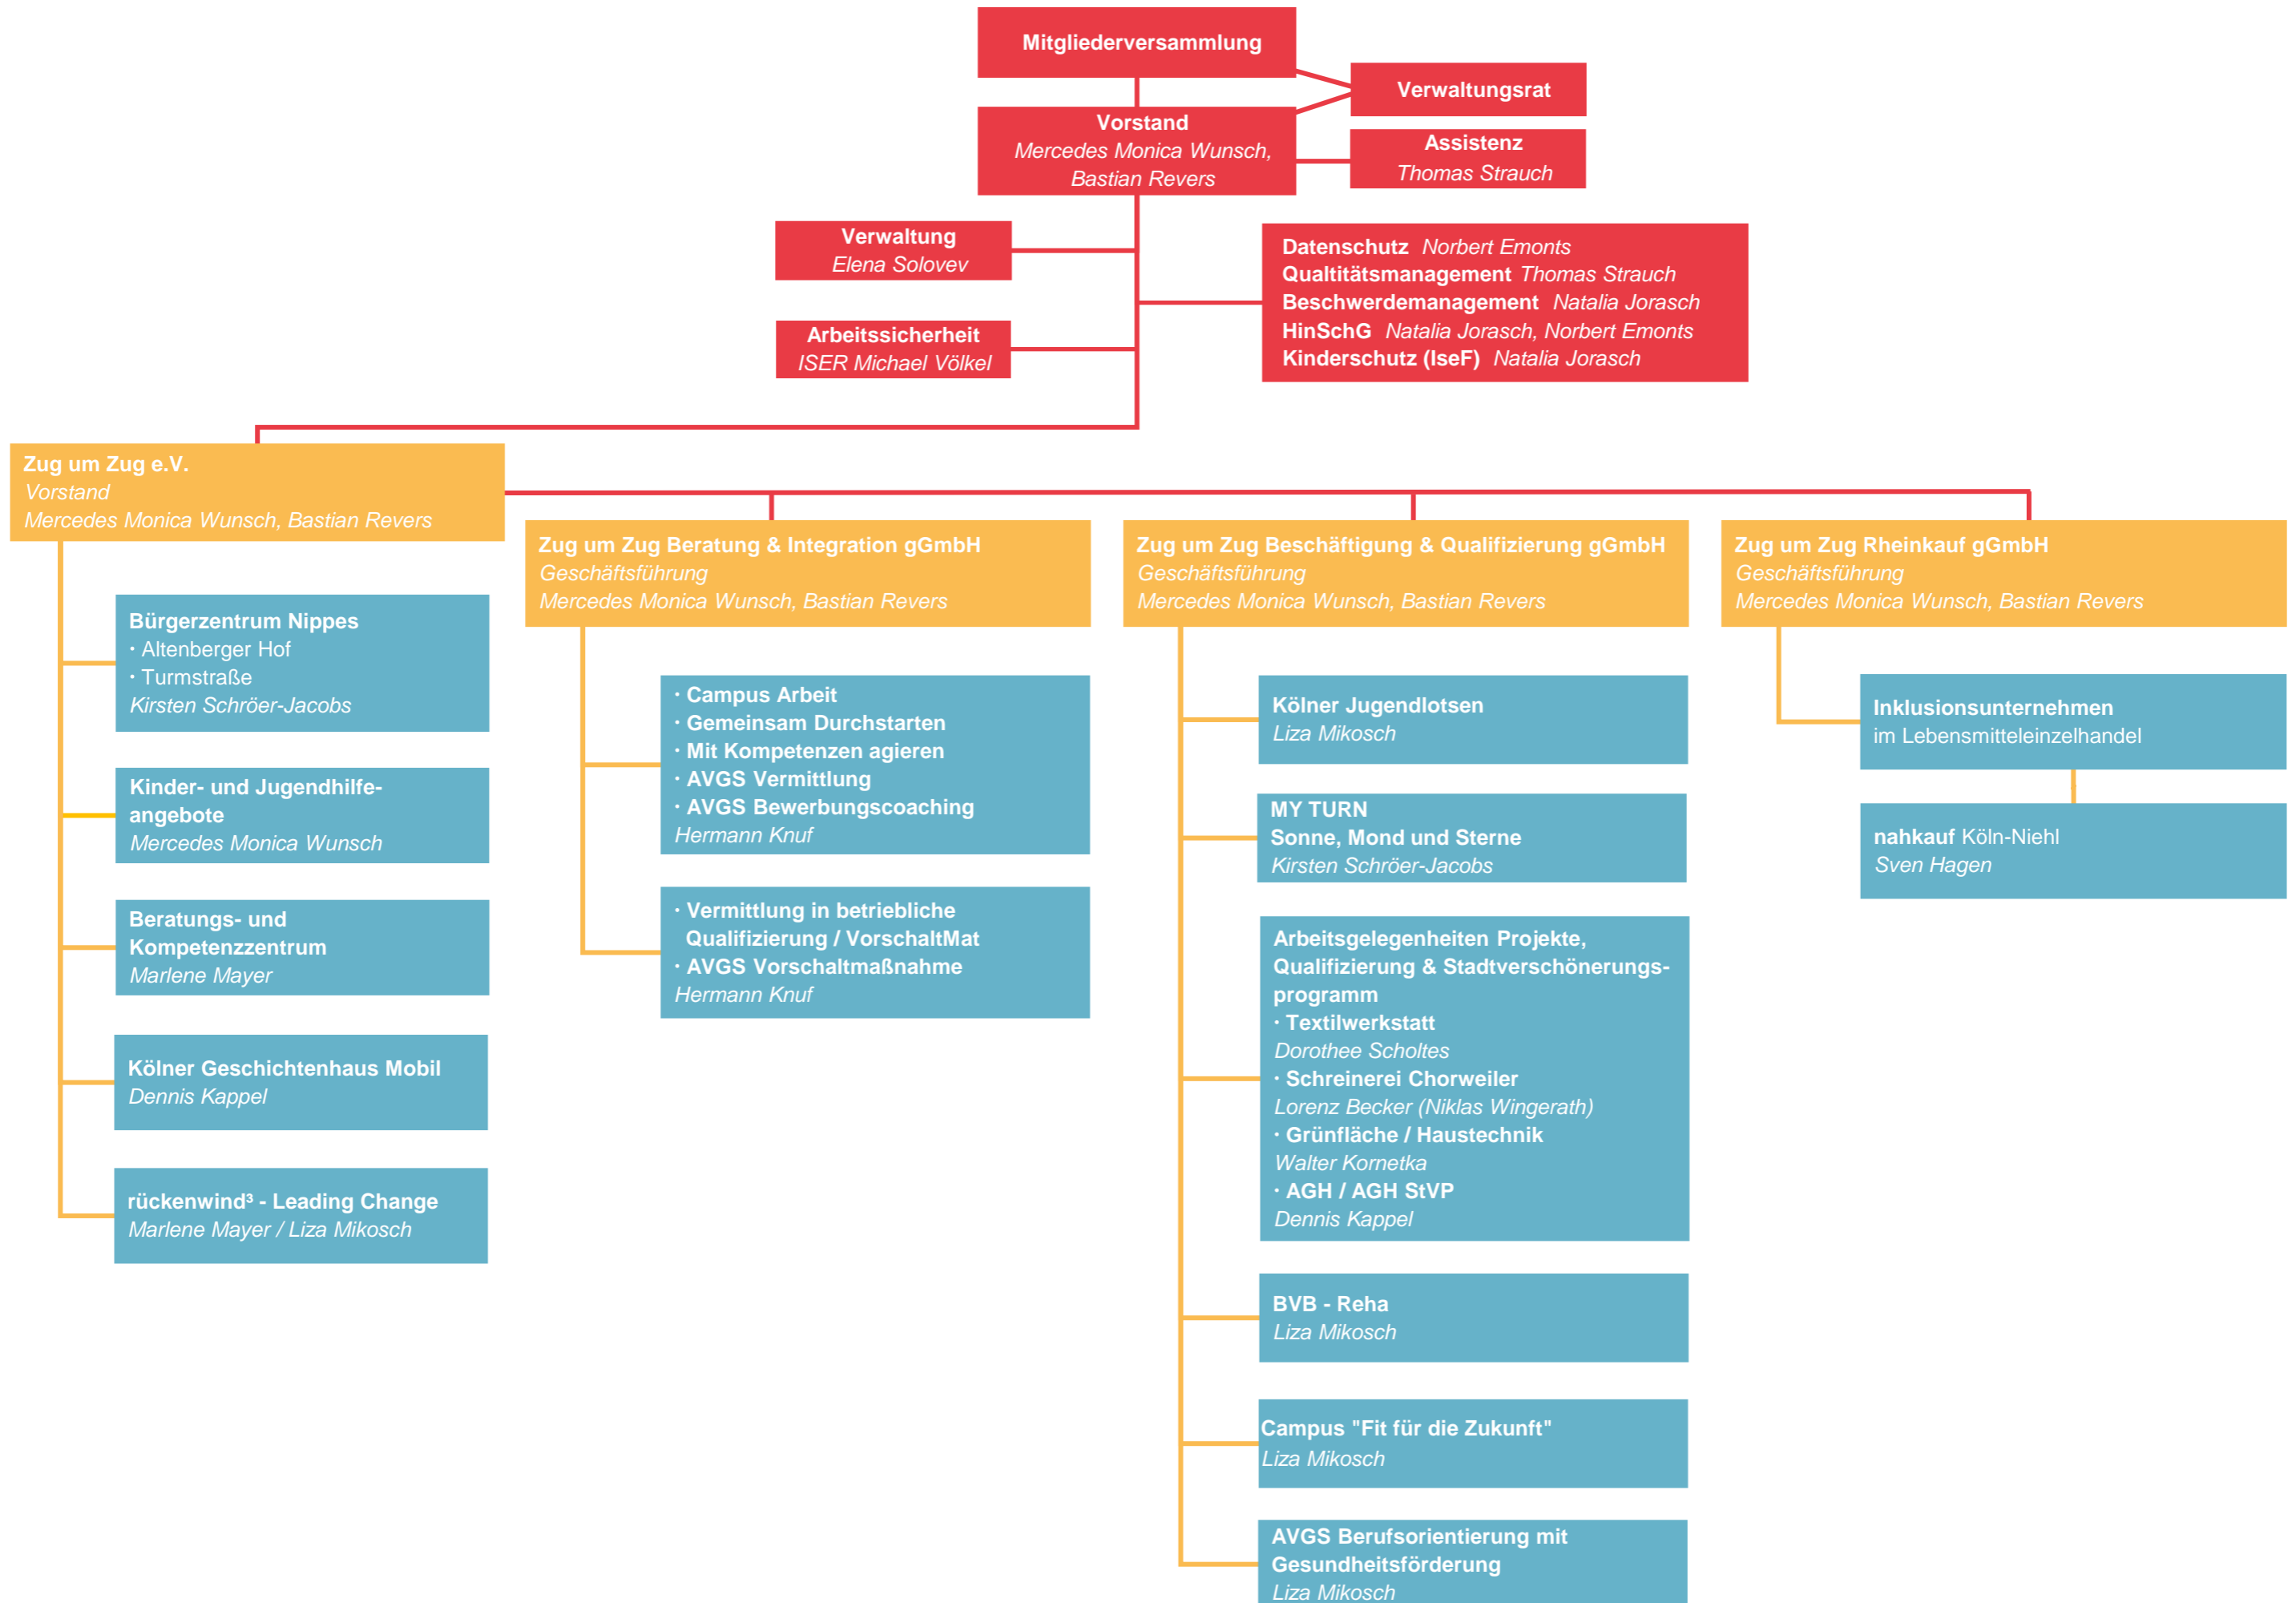 Mitgliederversammlung
Verwaltungsrat
Vorstand
Mercedes Monica Wunsch,
Bastian Revers
Assistenz
Thomas Strauch
Verwaltung
Elena Solovev
Arbeitssicherheit
ISER Michael Völkel
Datenschutz Norbert Emonts
Qualtitätsmanagement Thomas Strauch
Beschwerdemanagement Natalia Jorasch
HinSchG Natalia Jorasch, Norbert Emonts
Kinderschutz (IseF) Natalia Jorasch
Zug um Zug e.V.
Vorstand
Mercedes Monica Wunsch, Bastian Revers
Bürgerzentrum Nippes
· Altenberger Hof
· Turmstraße
Kirsten Schröer-Jacobs
Kinder- und Jugendhilfe-
angebote
Mercedes Monica Wunsch
Beratungs- und
Kompetenzzentrum
Marlene Mayer
Kölner Geschichtenhaus Mobil
Dennis Kappel
rückenwind³ - Leading Change
Marlene Mayer / Liza Mikosch
Zug um Zug Beratung & Integration gGmbH
Geschäftsführung
Mercedes Monica Wunsch, Bastian Revers
· Campus Arbeit
· Gemeinsam Durchstarten
· Mit Kompetenzen agieren
· AVGS Vermittlung
· AVGS Bewerbungscoaching
Hermann Knuf
· Vermittlung in betriebliche
Qualifizierung / VorschaltMat
· AVGS Vorschaltmaßnahme
Hermann Knuf
Zug um Zug Beschäftigung & Qualifizierung gGmbH
Geschäftsführung
Mercedes Monica Wunsch, Bastian Revers
Kölner Jugendlotsen
Liza Mikosch
MY TURN
Sonne, Mond und Sterne
Kirsten Schröer-Jacobs
Arbeitsgelegenheiten Projekte,
Qualifizierung & Stadtverschönerungs-
programm
· Textilwerkstatt
Dorothee Scholtes
· Schreinerei Chorweiler
Lorenz Becker (Niklas Wingerath)
· Grünfläche / Haustechnik
Walter Kornetka
· AGH / AGH StVP
Dennis Kappel
BVB - Reha
Liza Mikosch
Campus "Fit für die Zukunft"
Liza Mikosch
AVGS Berufsorientierung mit
Gesundheitsförderung
Liza Mikosch
Zug um Zug Rheinkauf gGmbH
Geschäftsführung
Mercedes Monica Wunsch, Bastian Revers
Inklusionsunternehmen
im Lebensmitteleinzelhandel
nahkauf Köln-Niehl
Sven Hagen